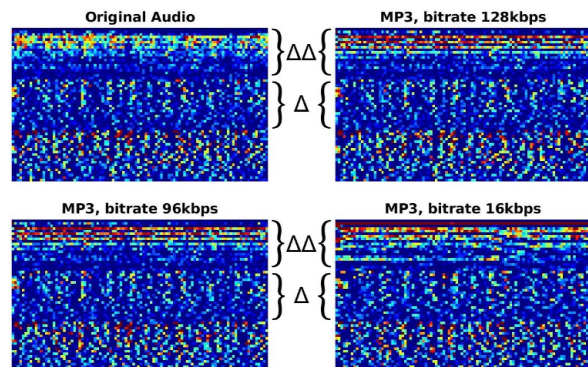 Original Audio
MP3, bitrate 128kbps
ΔΔ
Δ
MP3, bitrate 96kbps
MP3, bitrate 16kbps
ΔΔ
Δ